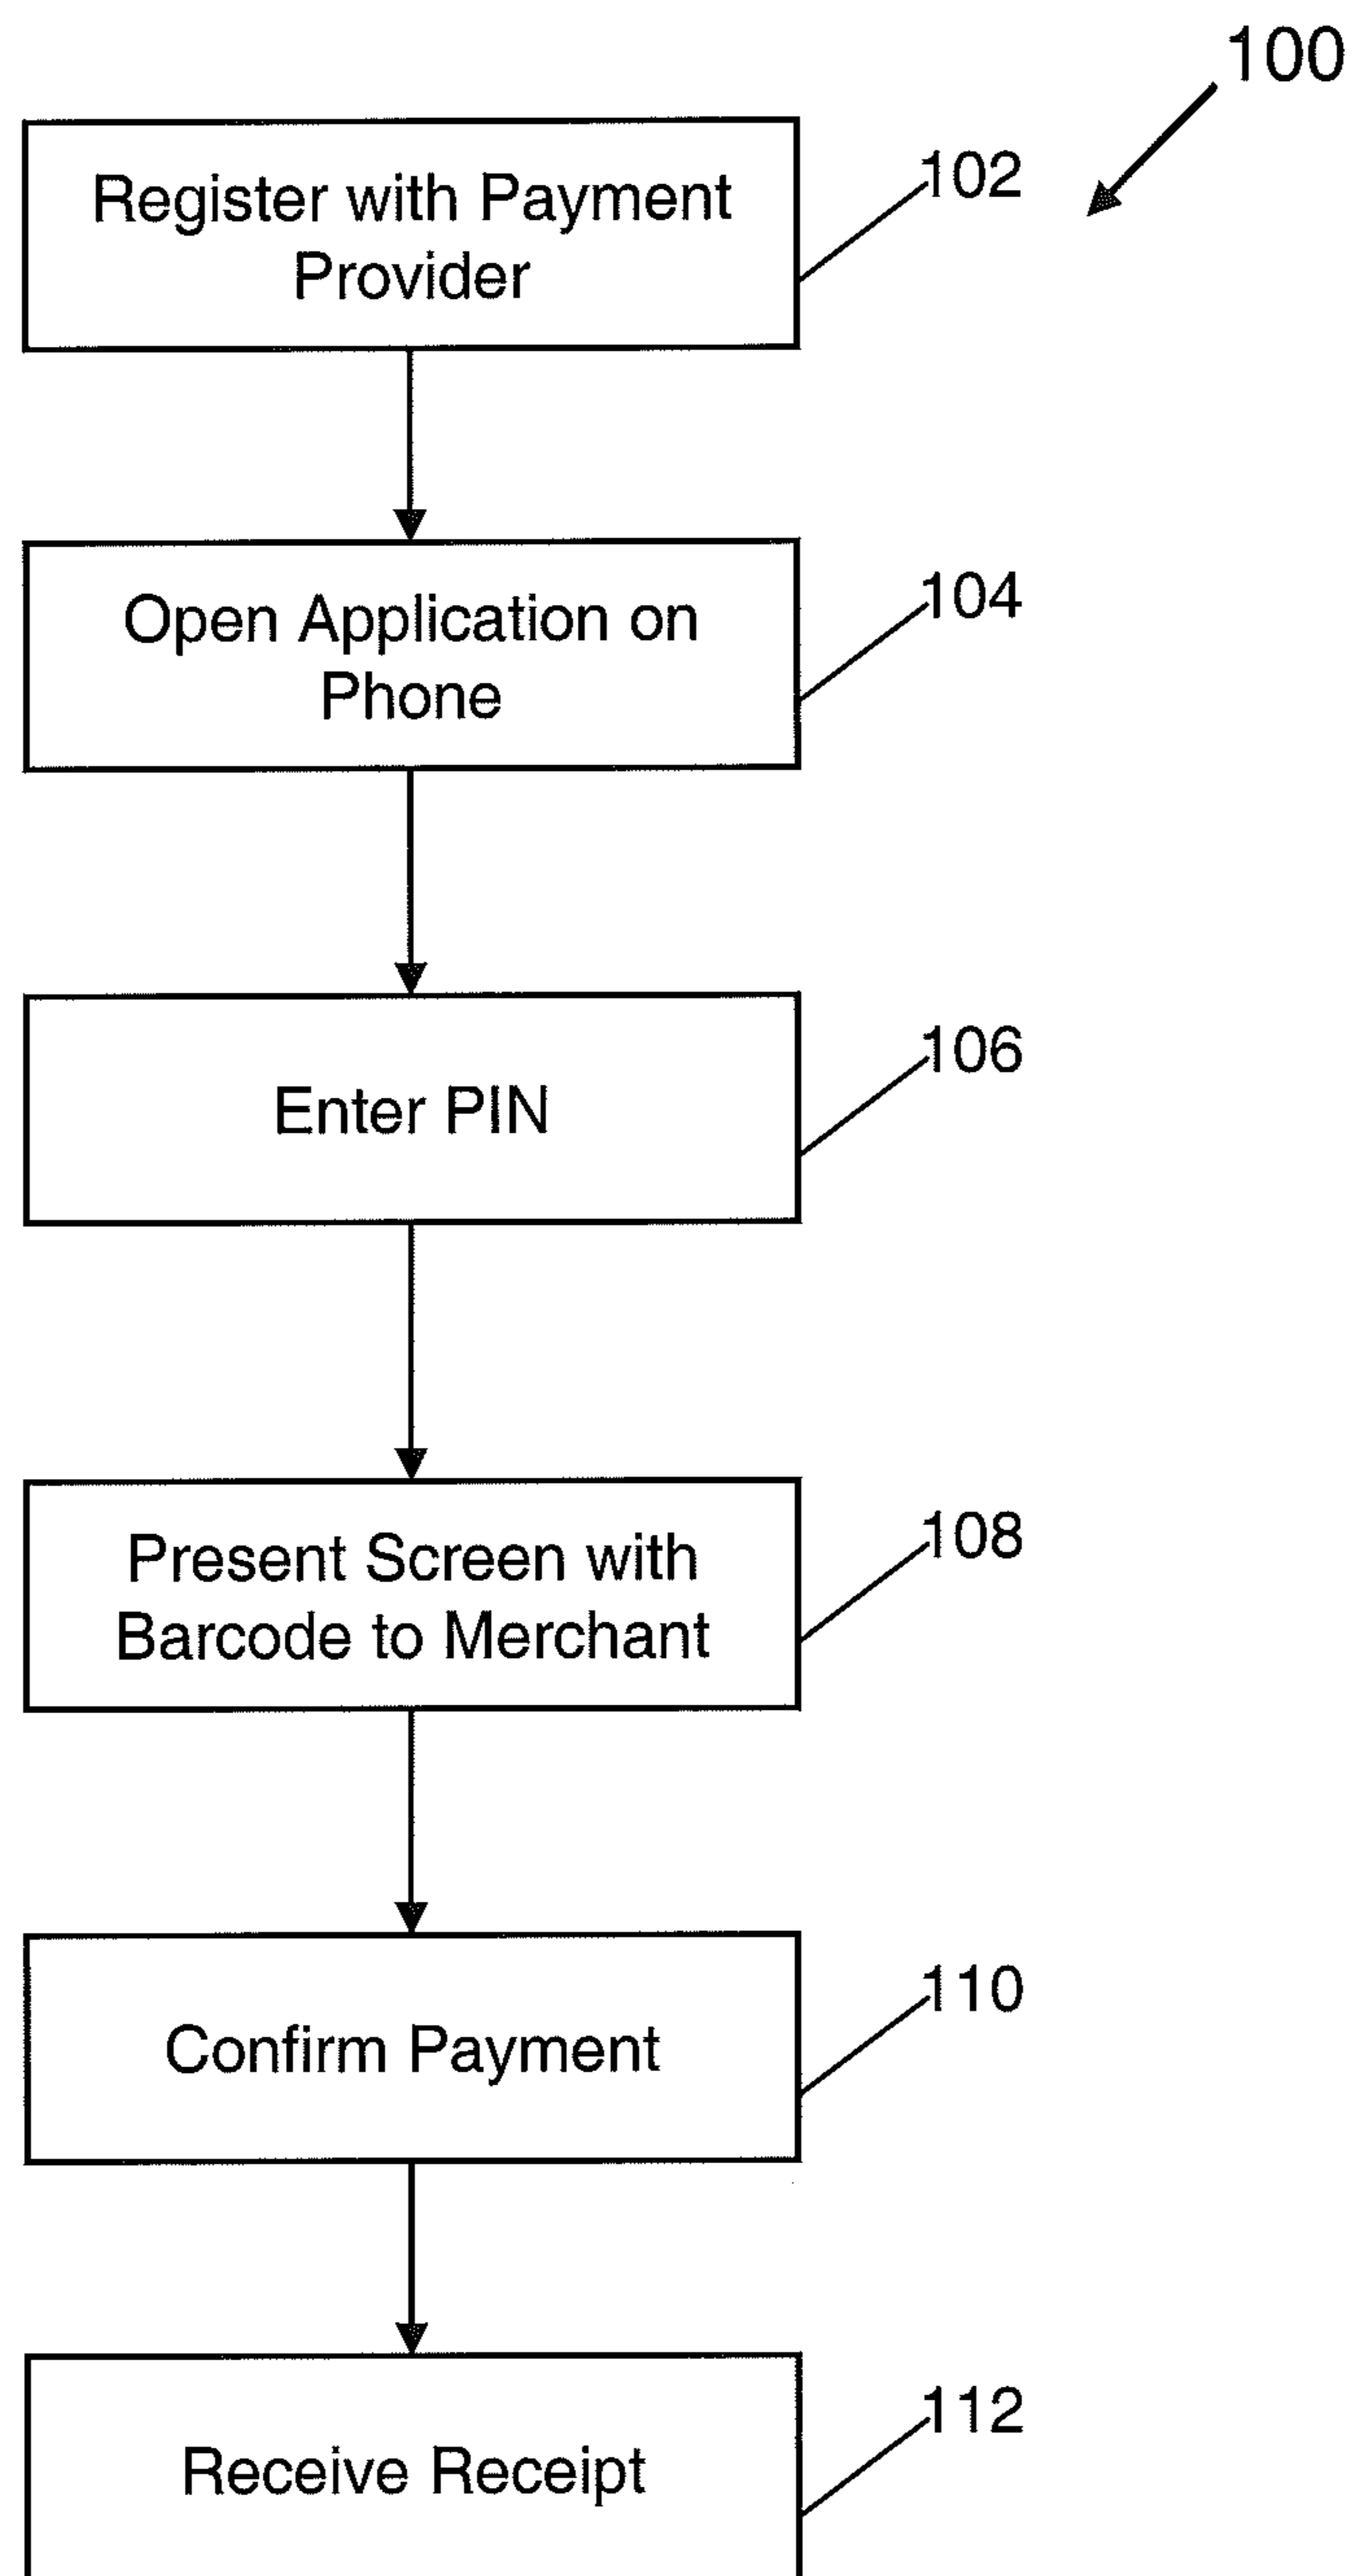 100
Register with Payment
Provider
102
Open Application on
Phone
104
Enter PIN
106
Present Screen with
Barcode to Merchant
108
Confirm Payment
110
Receive Receipt
112